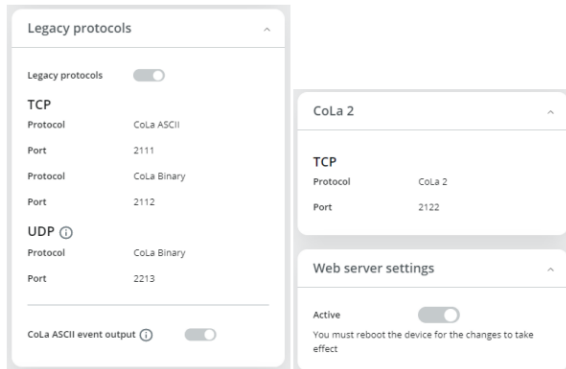 Legacy protocols
Legacy protocols
TCP
Protocol CoLa ASCII
Port 2111
Protocol CoLa Binary
Port 2112
UDP
Protocol CoLa Binary
Port 2213
CoLa ASCII event output
CoLa 2
TCP
Protocol CoLa 2
Port 2122
Web server settings
Active
You must reboot the device for the changes to take
effect